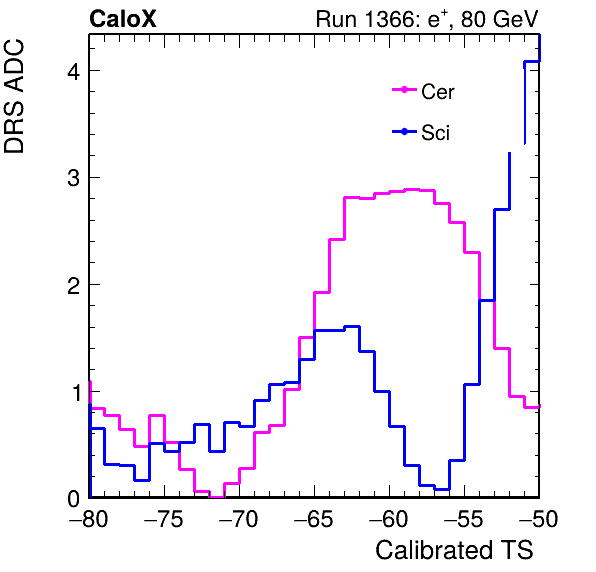 CaloX Run 1366: e⁺, 80 GeV
DRS ADC
4
3
2
1
0
Cer
Sci
−80 −75 −70 −65 −60 −55 −50
Calibrated TS